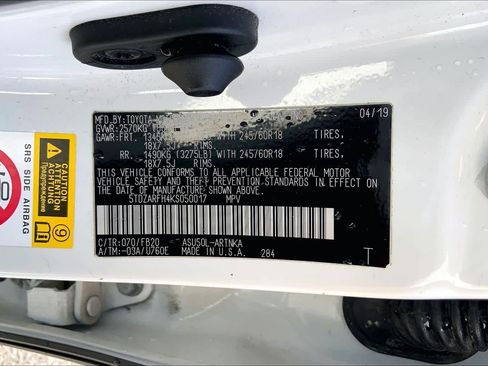 MFD BY: TOYOTA 04/19
GVWR: 2570KG
GAWR: FRT. WITH 245/60R18 TIRES,
18X7. RIMS.
RR. 1490KG (3275LB) WITH 245/60R18 TIRES,
18X7.5J RIMS
THIS VEHICLE CONFORMS TO ALL APPLICABLE FEDERAL MOTOR
VEHICLE SAFETY AND THEFT PREVENTION STANDARDS IN EFFECT ON THE
DATE OF MANUFACTURE SHOWN ABOVE.
5TDZARFH4KS050017 MPV
C/TR: 070/FB20 ASU50L-ARTNKA
A/TM: -03A/U760E MADE IN U.S.A. 284 T
SRS SIDE AIRBAG
ZACHTUNG